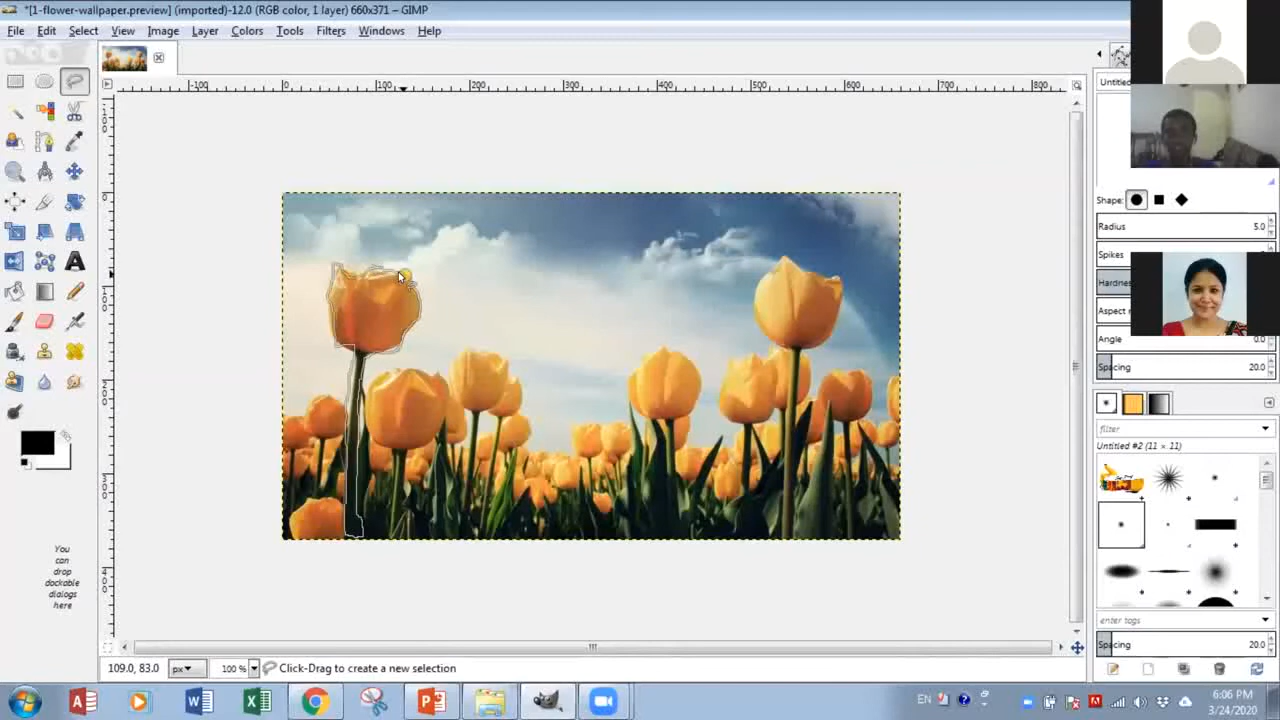 *[1-flower-wallpaper.preview] (imported)-12.0 (RGB color, 1 layer) 660x371 – GIMP
File Edit Select View Image Layer Colors Tools Filters Windows Help
-100 0 100 200 300 400 500 600 700 800
Untitled
Shape:
Radius 5.0
Spikes
Hardne
Aspect r
Angle 0.0
Spacing 20.0
filter
Untitled #2 (11 × 11)
You
can
drop
dockable
dialogs
here
enter tags
Spacing 20.0
109.0, 83.0 px 100 % Click-Drag to create a new selection
EN
6:06 PM
3/24/2020